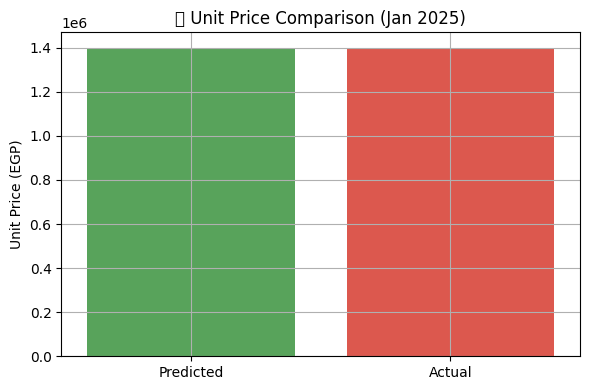 Unit Price Comparison (Jan 2025)
1e6
1.4
1.2
1.0
0.8
0.6
0.4
0.2
0.0
Unit Price (EGP)
Predicted
Actual